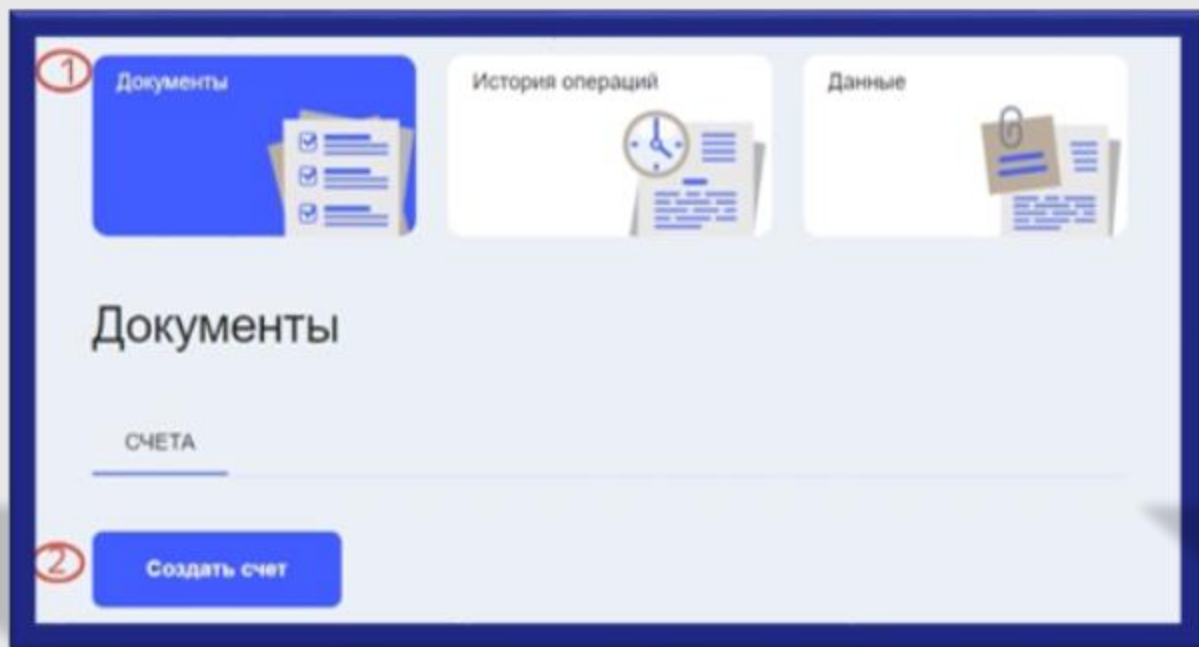 1
Документы
История операций
Данные
Документы
СЧЕТА
2
Создать счет